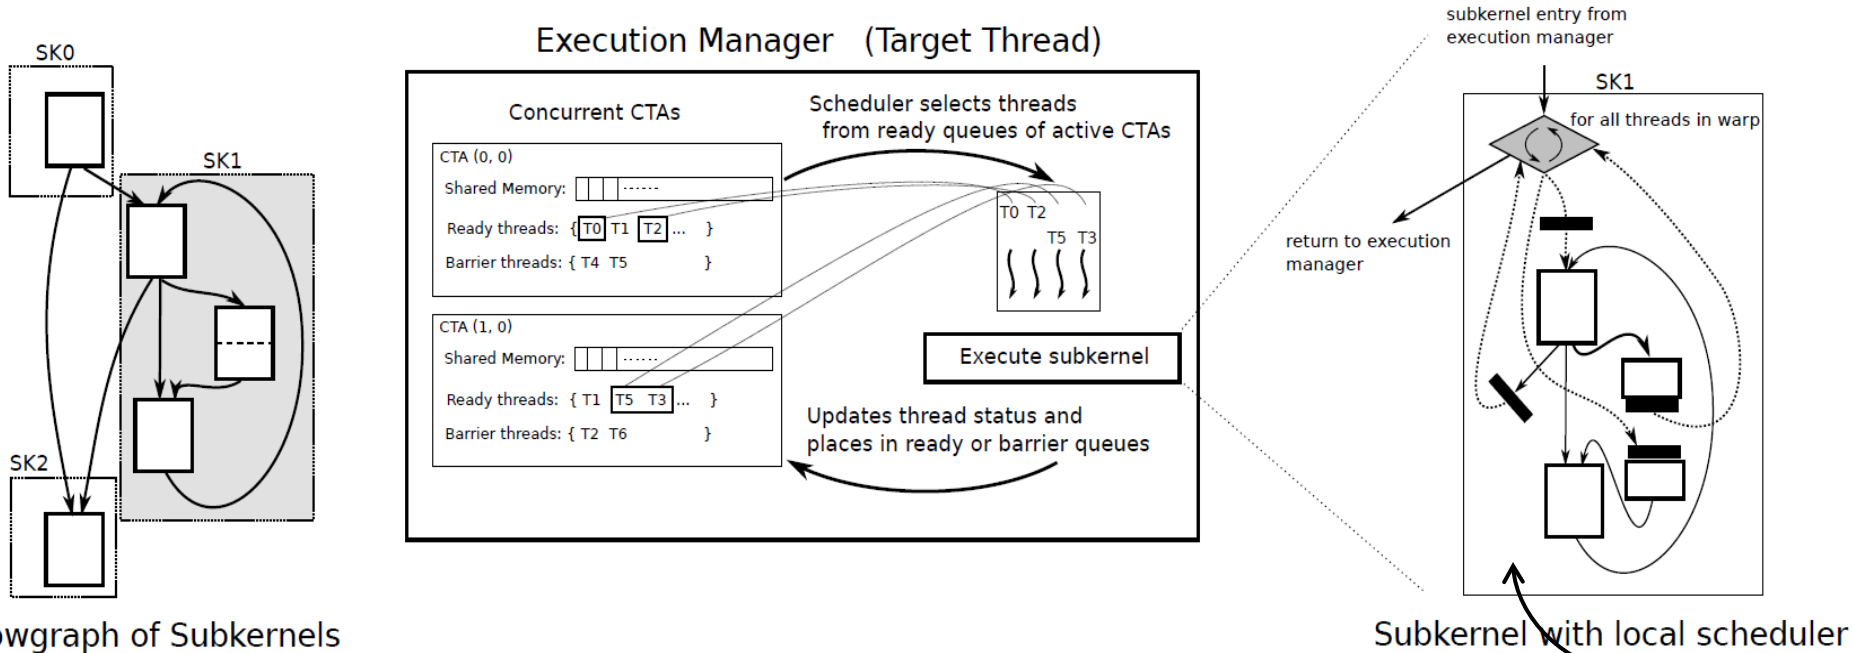 SK0
SK1
SK2
owgraph of Subkernels
Execution Manager (Target Thread)
Concurrent CTAs
CTA (0, 0)
Shared Memory: ......
Ready threads: { T0 T1 T2 ... }
Barrier threads: { T4 T5 }
CTA (1, 0)
Shared Memory: ......
Ready threads: { T1 T5 T3 ... }
Barrier threads: { T2 T6 }
Scheduler selects threads
from ready queues of active CTAs
T0 T2
T5 T3
Execute subkernel
Updates thread status and
places in ready or barrier queues
subkernel entry from
execution manager
SK1
for all threads in warp
return to execution
manager
Subkernel with local scheduler